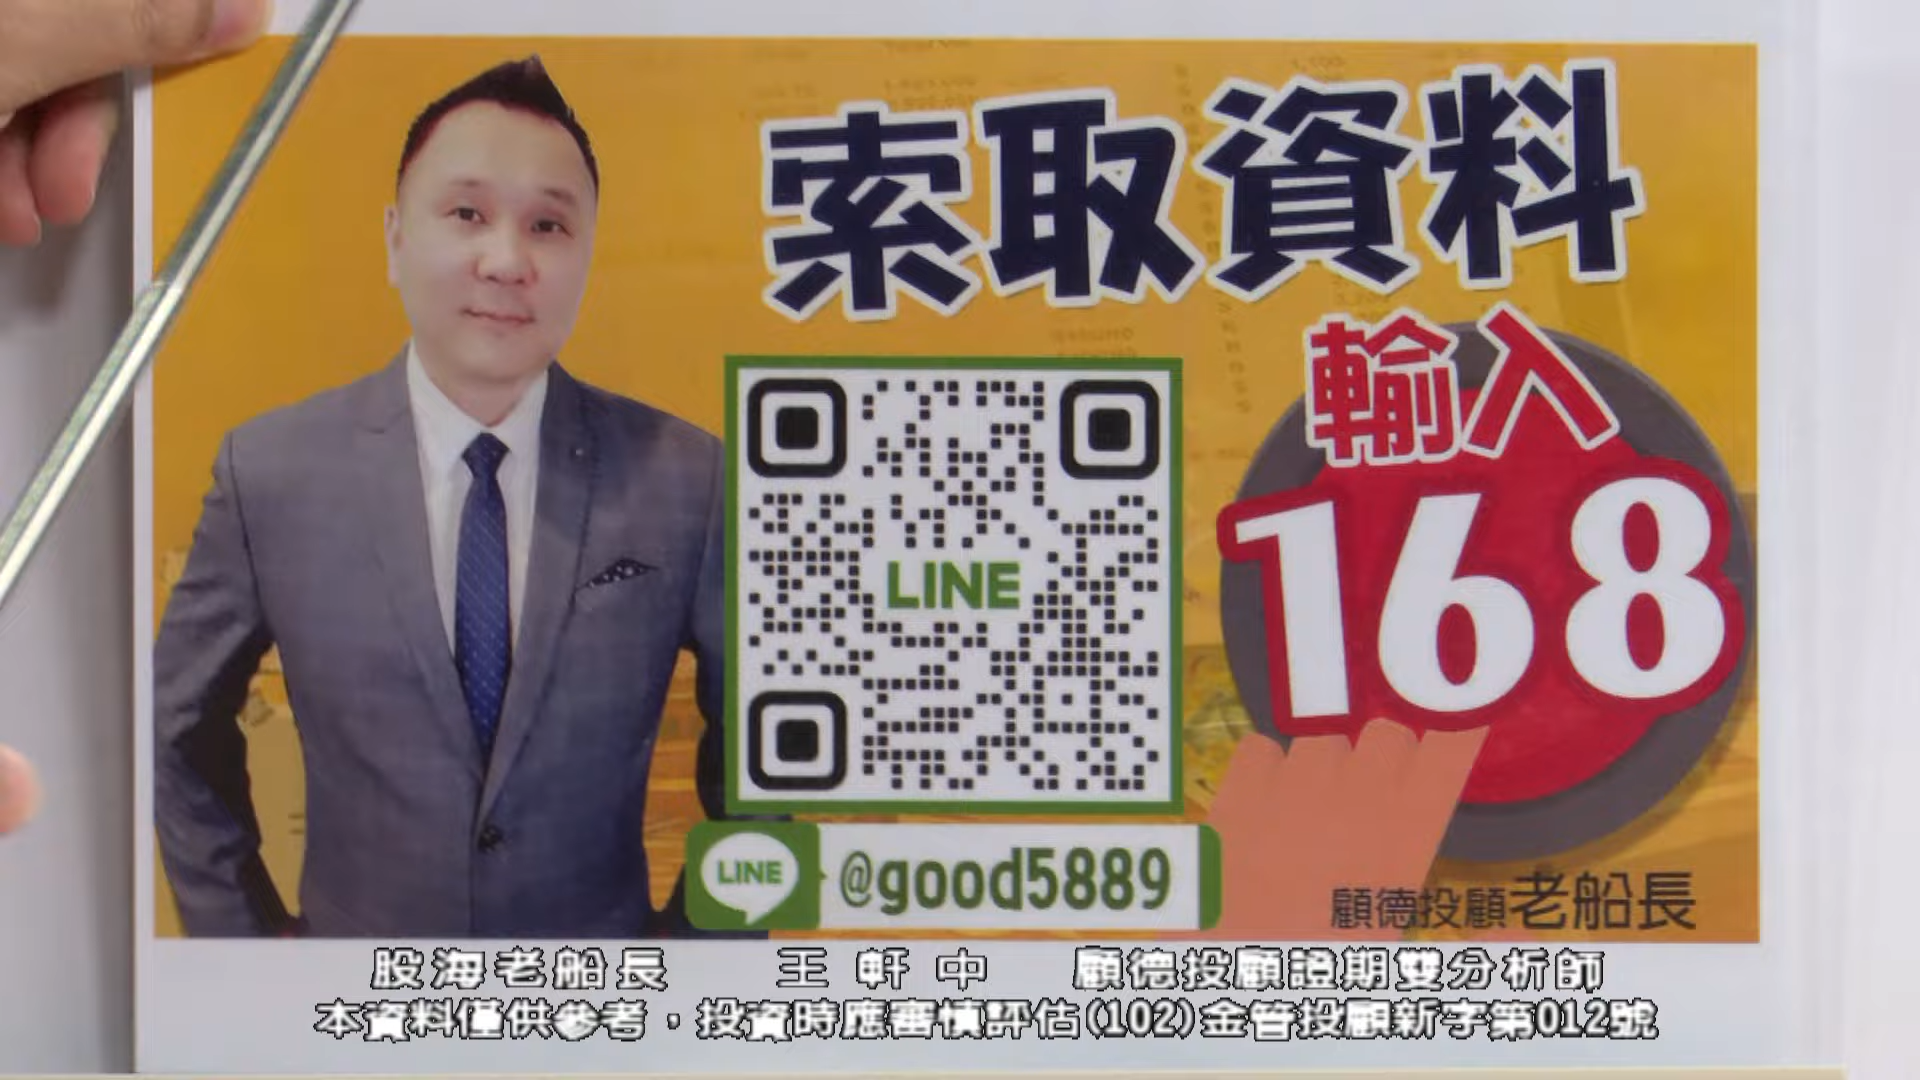 索取資料
輸入
168
LINE
LINE @good5889
顧德投顧老船長
股海老船長 王軒中 顧德投顧證期雙分析師
本資料僅供參考，投資時應審慎評估(102)金管投顧新字第012號